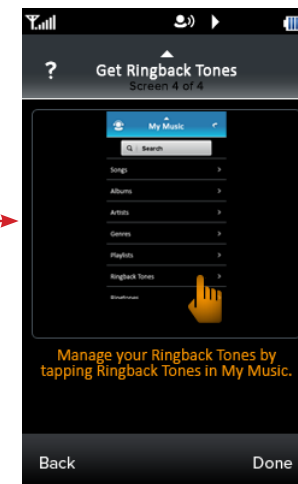 ?
Get Ringback Tones
Screen 4 of 4
My Music
Search
Songs
Albums
Artists
Genres
Playlists
Ringback Tones
Ringtones
Manage your Ringback Tones by
tapping Ringback Tones in My Music.
Back Done